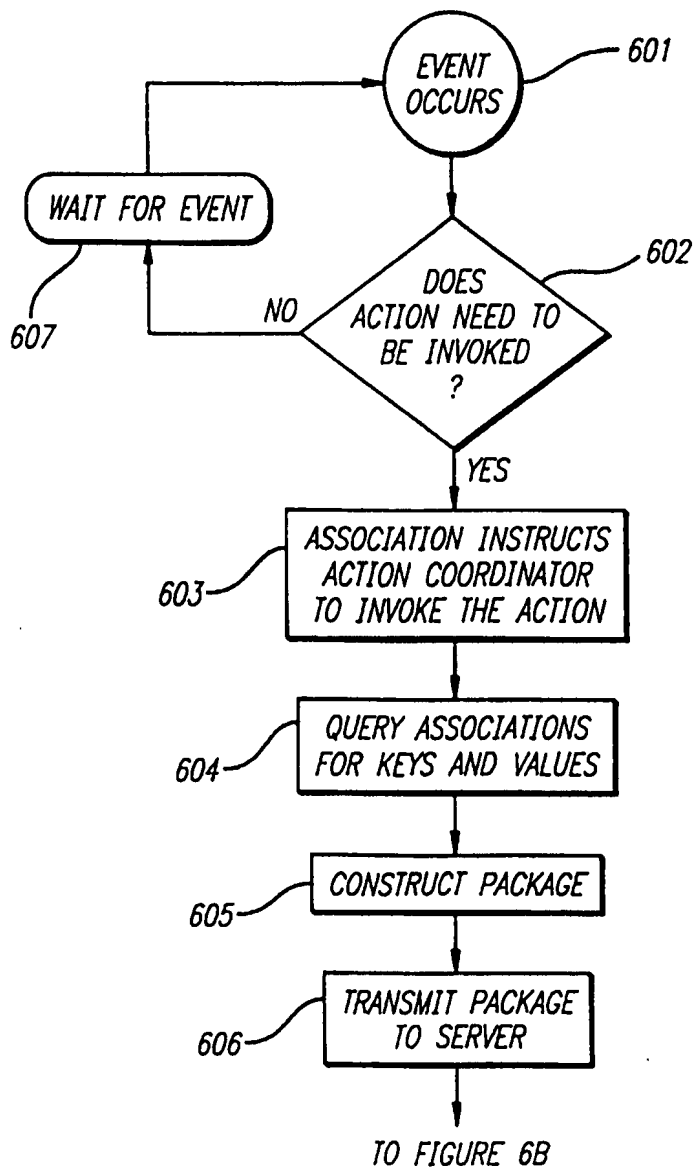 EVENT
OCCURS
601
WAIT FOR EVENT
607
DOES
ACTION NEED TO
BE INVOKED
?
602
NO
YES
ASSOCIATION INSTRUCTS
ACTION COORDINATOR
TO INVOKE THE ACTION
603
QUERY ASSOCIATIONS
FOR KEYS AND VALUES
604
CONSTRUCT PACKAGE
605
TRANSMIT PACKAGE
TO SERVER
606
TO FIGURE 6B